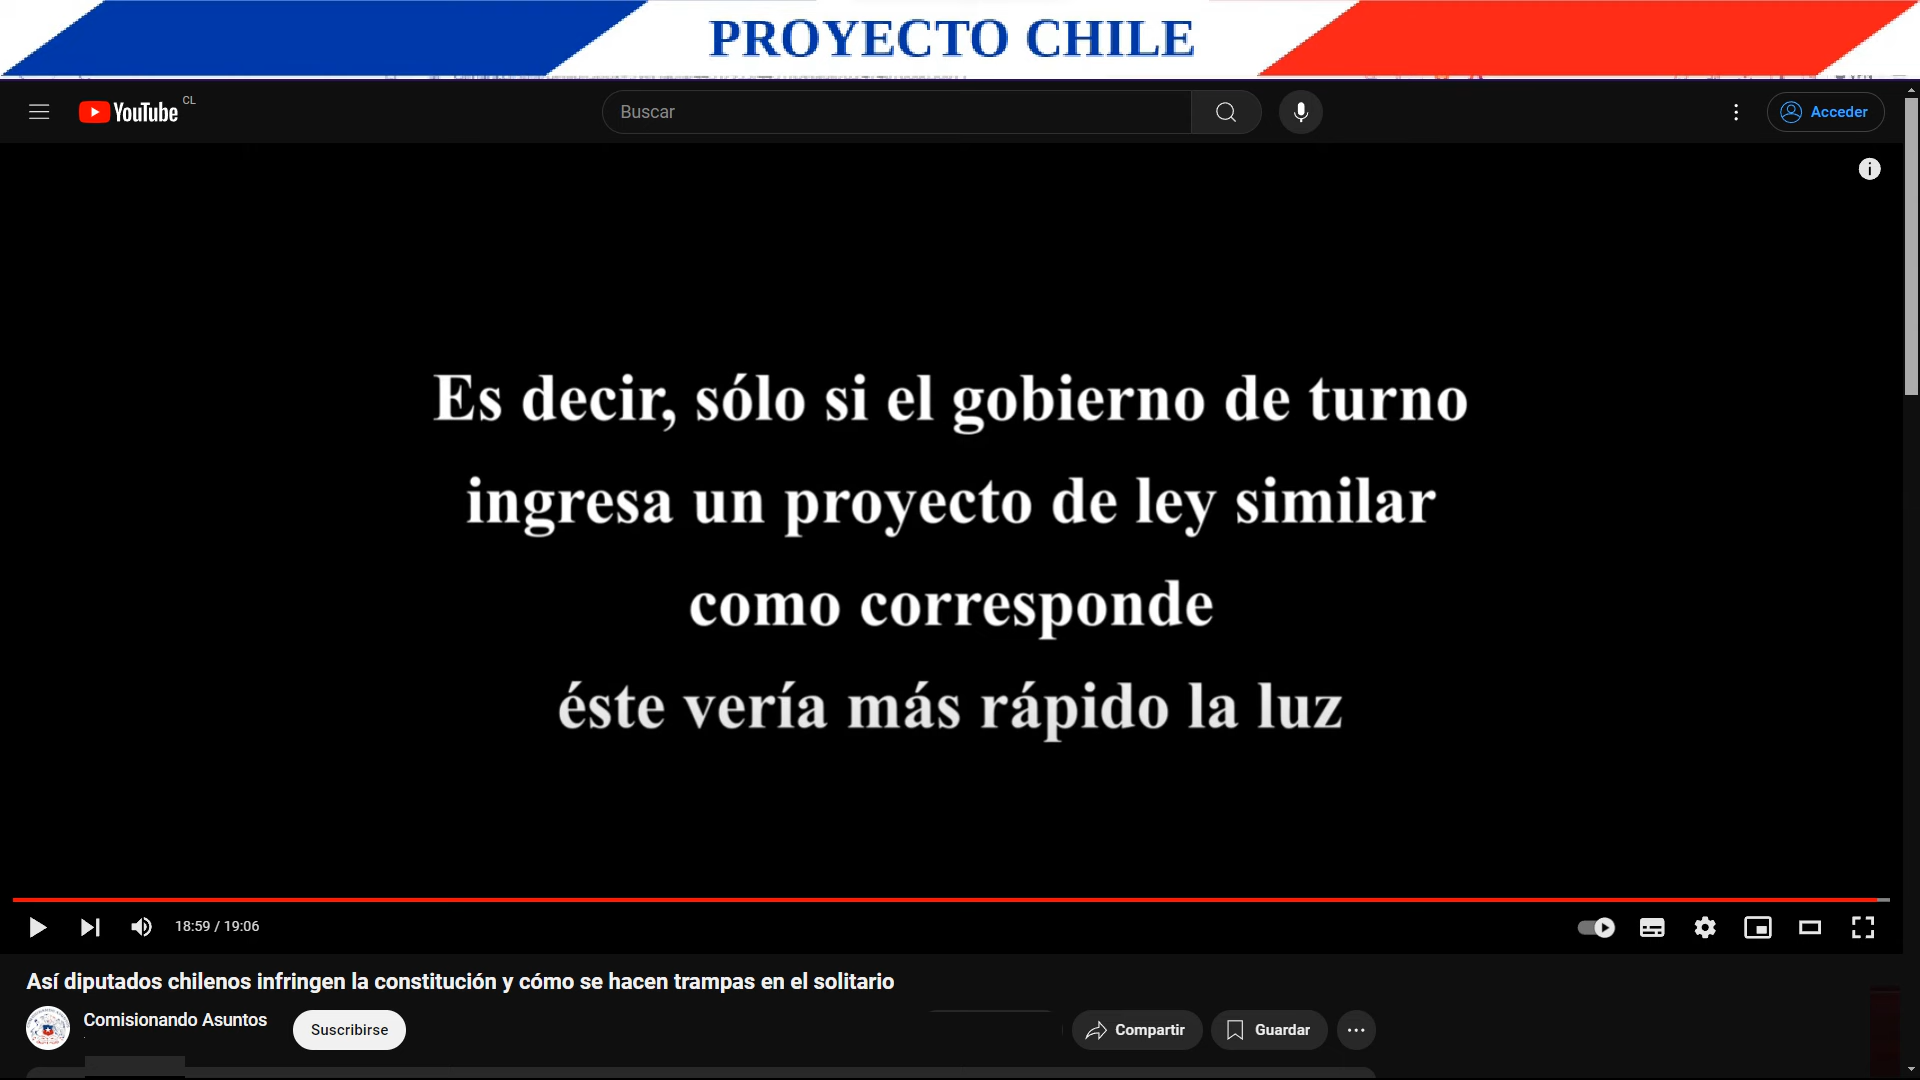 PROYECTO CHILE
YouTube CL
Buscar
Acceder
Es decir, sólo si el gobierno de turno
ingresa un proyecto de ley similar
como corresponde
éste vería más rápido la luz
18:59 / 19:06
Así diputados chilenos infringen la constitución y cómo se hacen trampas en el solitario
Comisionando Asuntos
Suscribirse
Compartir
Guardar